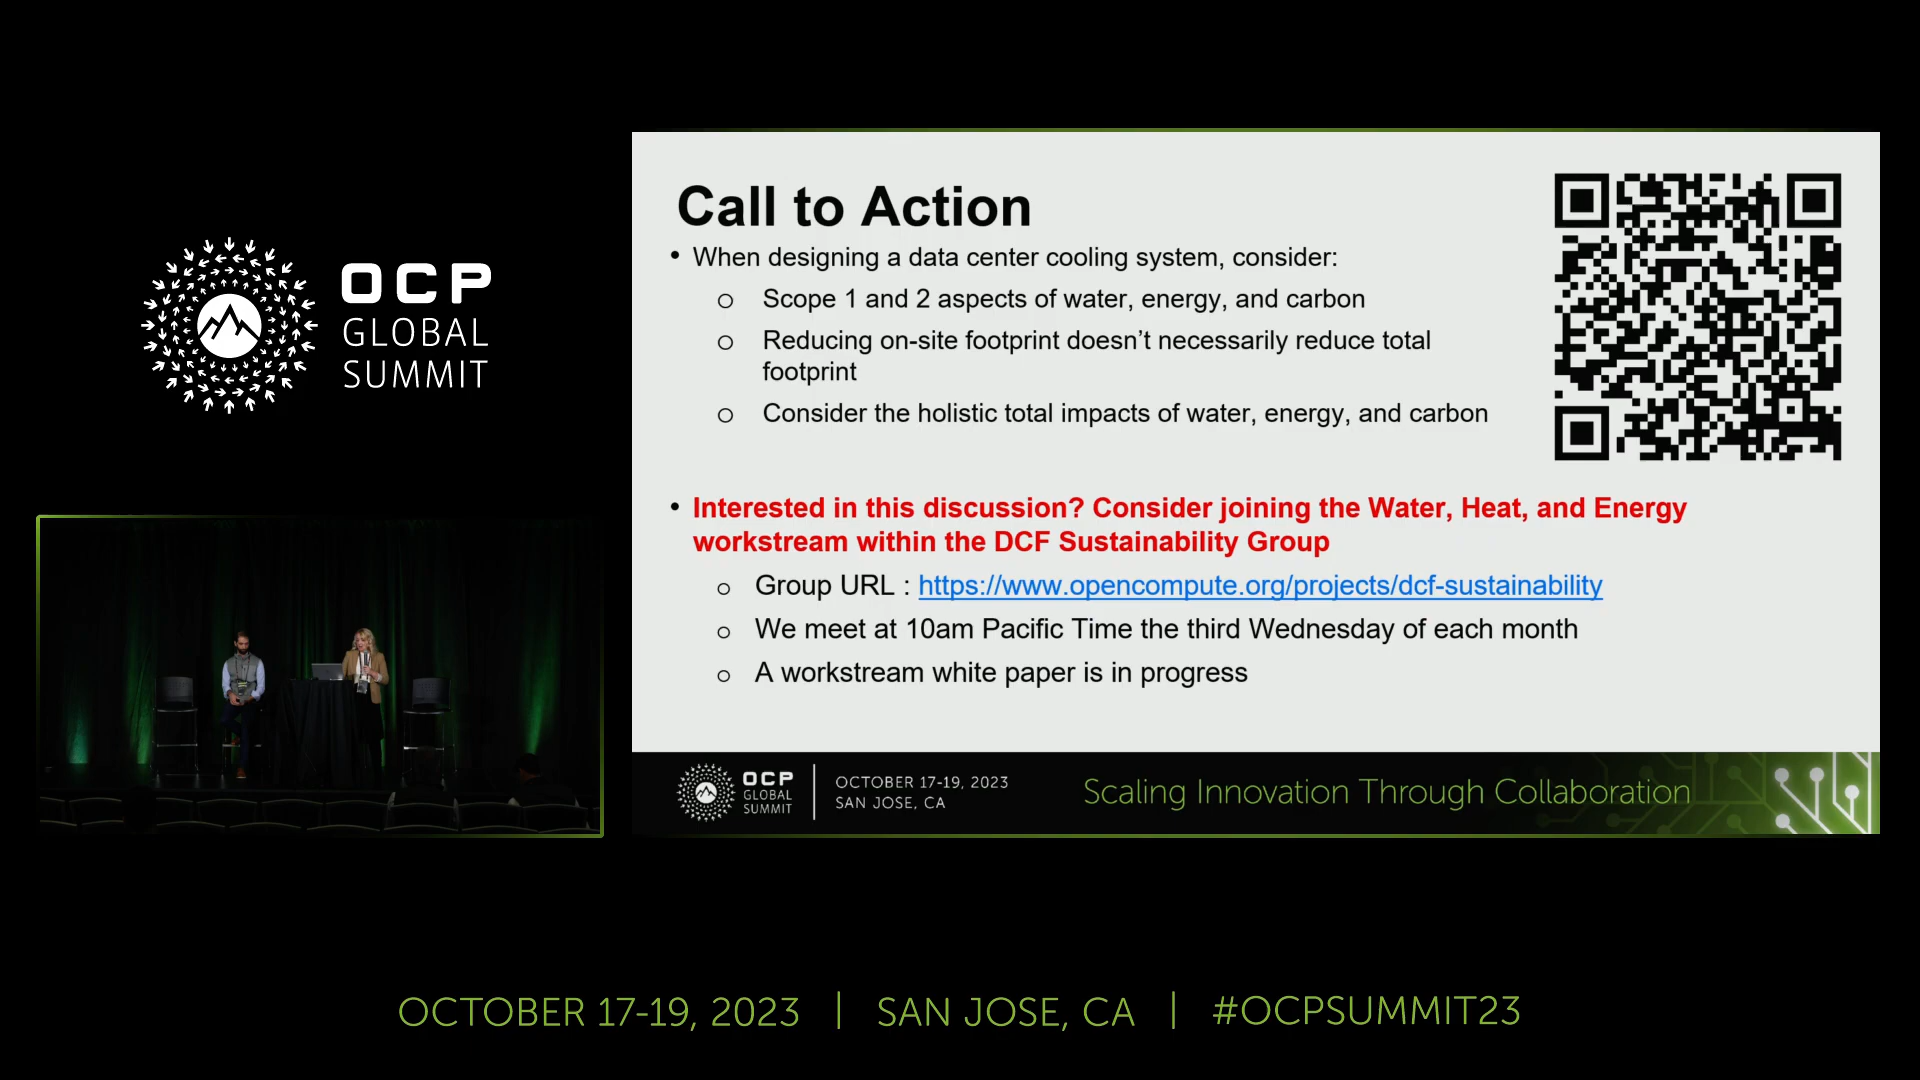 OCP
GLOBAL
SUMMIT
Call to Action
• When designing a data center cooling system, consider:
o Scope 1 and 2 aspects of water, energy, and carbon
o Reducing on-site footprint doesn’t necessarily reduce total
footprint
o Consider the holistic total impacts of water, energy, and carbon
• Interested in this discussion? Consider joining the Water, Heat, and Energy
workstream within the DCF Sustainability Group
o Group URL : https://www.opencompute.org/projects/dcf-sustainability
o We meet at 10am Pacific Time the third Wednesday of each month
o A workstream white paper is in progress
OCP
GLOBAL
SUMMIT
OCTOBER 17-19, 2023
SAN JOSE, CA
Scaling Innovation Through Collaboration
OCTOBER 17-19, 2023 | SAN JOSE, CA | #OCPSUMMIT23